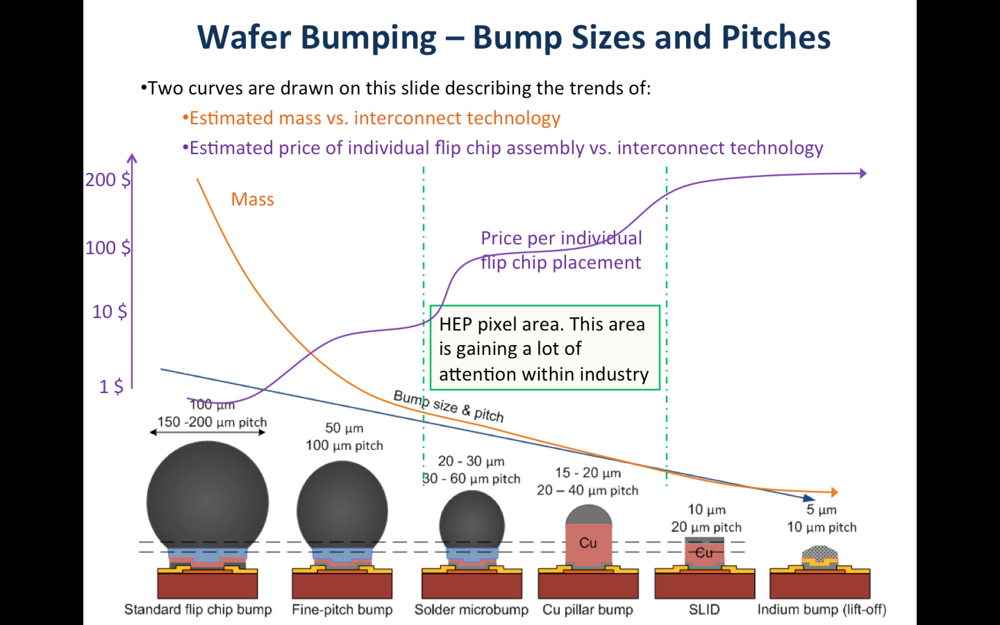 Wafer Bumping – Bump Sizes and Pitches
•Two curves are drawn on this slide describing the trends of:
•Estimated mass vs. interconnect technology
•Estimated price of individual flip chip assembly vs. interconnect technology
200 $
Mass
100 $
Price per individual
flip chip placement
10 $
HEP pixel area. This area
is gaining a lot of
attention within industry
1 $
Bump size & pitch
100 µm
150 -200 µm pitch
50 µm
100 µm pitch
20 - 30 µm
30 - 60 µm pitch
15 - 20 µm
20 – 40 µm pitch
10 µm
20 µm pitch
5 µm
10 µm pitch
Cu
Cu
Standard flip chip bump
Fine-pitch bump
Solder microbump
Cu pillar bump
SLID
Indium bump (lift-off)